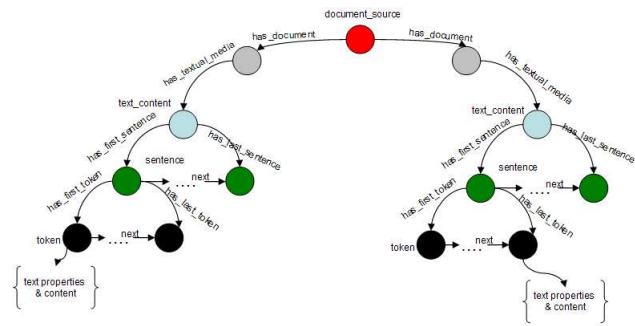 document_source
has_document
has_document
has_textual_media
has_textual_media
text_content
text_content
has_first_sentence
has_last_sentence
has_first_sentence
has_last_sentence
sentence
sentence
.... next
.... next
has_first_token
has_last_token
has_first_token
has_last_token
token
.... next
token
.... next
{ text properties
& content }
{ text properties
& content }